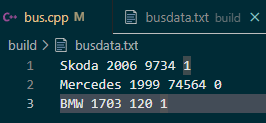 bus.cpp M busdata.txt build
build > busdata.txt
1 Skoda 2006 9734 1
2 Mercedes 1999 74564 0
3 BMW 1703 120 1